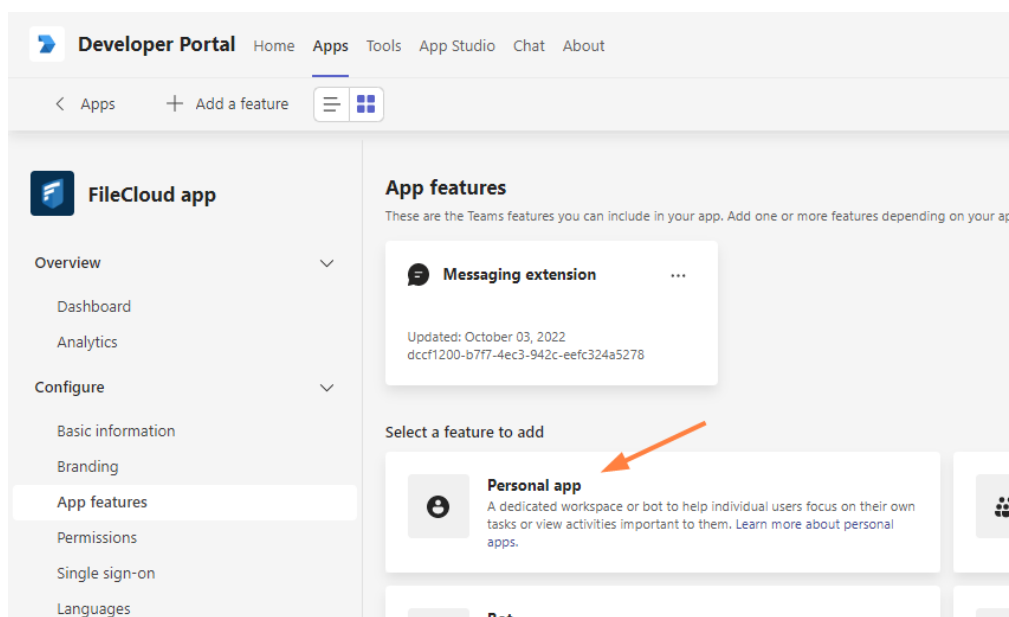 Developer Portal Home Apps Tools App Studio Chat About
Apps Add a feature
FileCloud app
Overview
Dashboard
Analytics
Configure
Basic information
Branding
App features
Permissions
Single sign-on
Languages
App features
These are the Teams features you can include in your app. Add one or more features depending on your
Messaging extension
Updated: October 03, 2022
dccf1200-b7f7-4ec3-942c-eefc324a5278
Select a feature to add
Personal app
A dedicated workspace or bot to help individual users focus on their own
tasks or view activities important to them. Learn more about personal
apps.